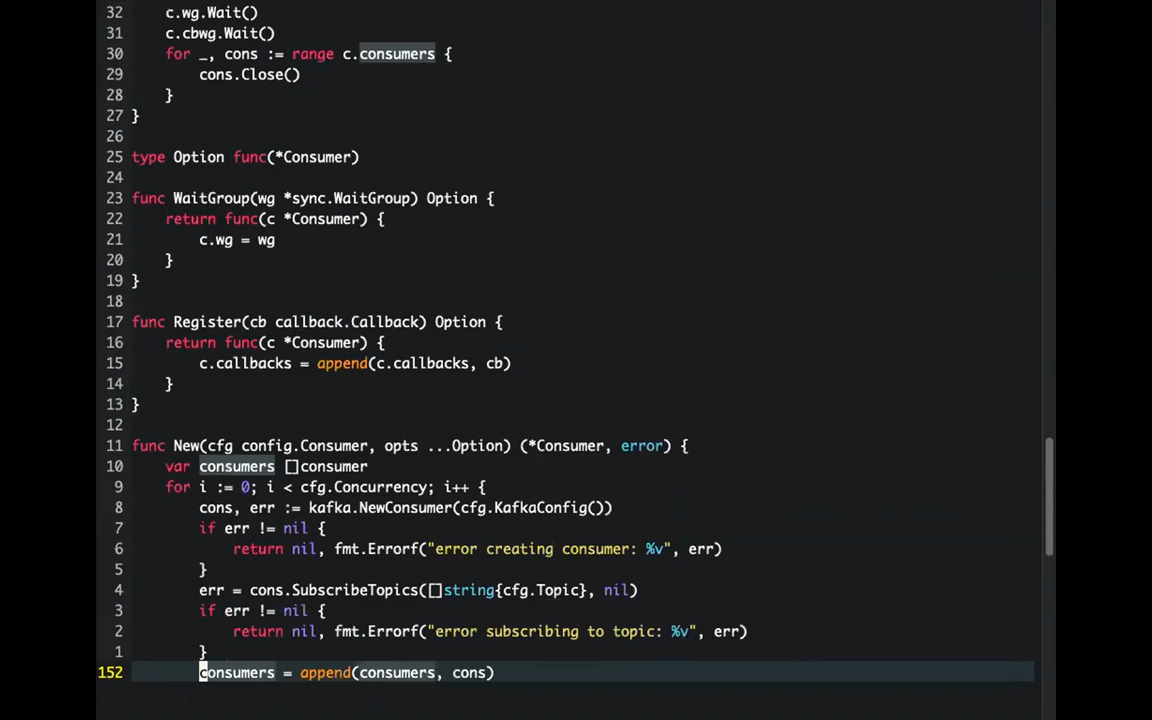 32 c.wg.Wait()
31 c.cbwg.Wait()
30 for _, cons := range c.consumers {
29 cons.Close()
28 }
27 }
26
25 type Option func(*Consumer)
24
23 func WaitGroup(wg *sync.WaitGroup) Option {
22 return func(c *Consumer) {
21 c.wg = wg
20 }
19 }
18
17 func Register(cb callback.Callback) Option {
16 return func(c *Consumer) {
15 c.callbacks = append(c.callbacks, cb)
14 }
13 }
12
11 func New(cfg config.Consumer, opts ...Option) (*Consumer, error) {
10 var consumers []consumer
9 for i := 0; i < cfg.Concurrency; i++ {
8 cons, err := kafka.NewConsumer(cfg.KafkaConfig())
7 if err != nil {
6 return nil, fmt.Errorf("error creating consumer: %v", err)
5 }
4 err = cons.SubscribeTopics([]string{cfg.Topic}, nil)
3 if err != nil {
2 return nil, fmt.Errorf("error subscribing to topic: %v", err)
1 }
152 consumers = append(consumers, cons)